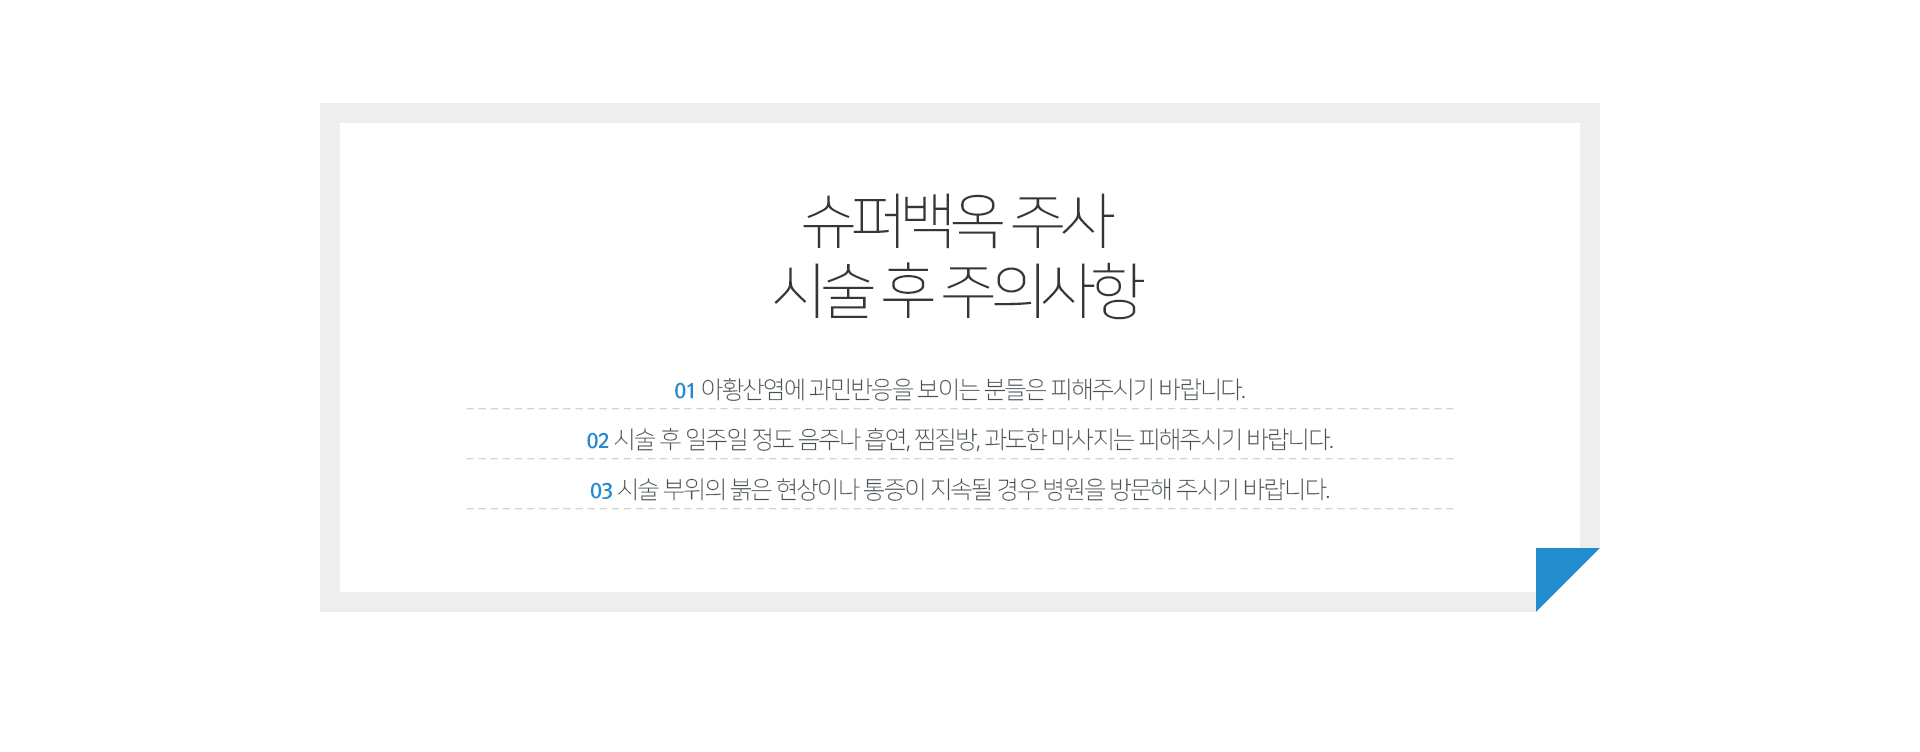 슈퍼백옥 주사
시술 후 주의사항
01 아황산염에 과민반응을 보이는 분들은 피해주시기 바랍니다.
02 시술 후 일주일 정도 음주나 흡연, 찜질방, 과도한 마사지는 피해주시기 바랍니다.
03 시술 부위의 붉은 현상이나 통증이 지속될 경우 병원을 방문해 주시기 바랍니다.